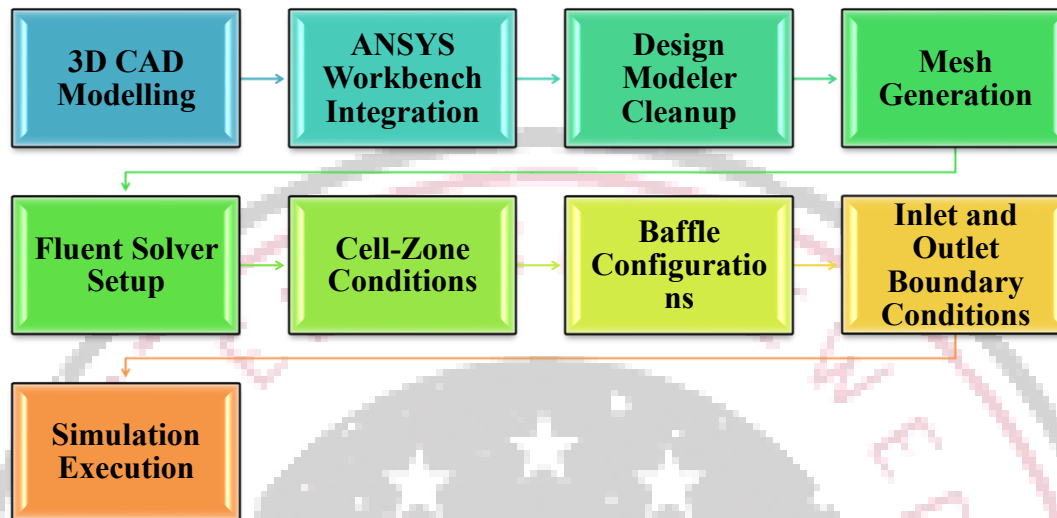 3D CAD
Modelling
ANSYS
Workbench
Integration
Design
Modeler
Cleanup
Mesh
Generation
Fluent Solver
Setup
Cell-Zone
Conditions
Baffle
Configuratio
ns
Inlet and
Outlet
Boundary
Conditions
Simulation
Execution